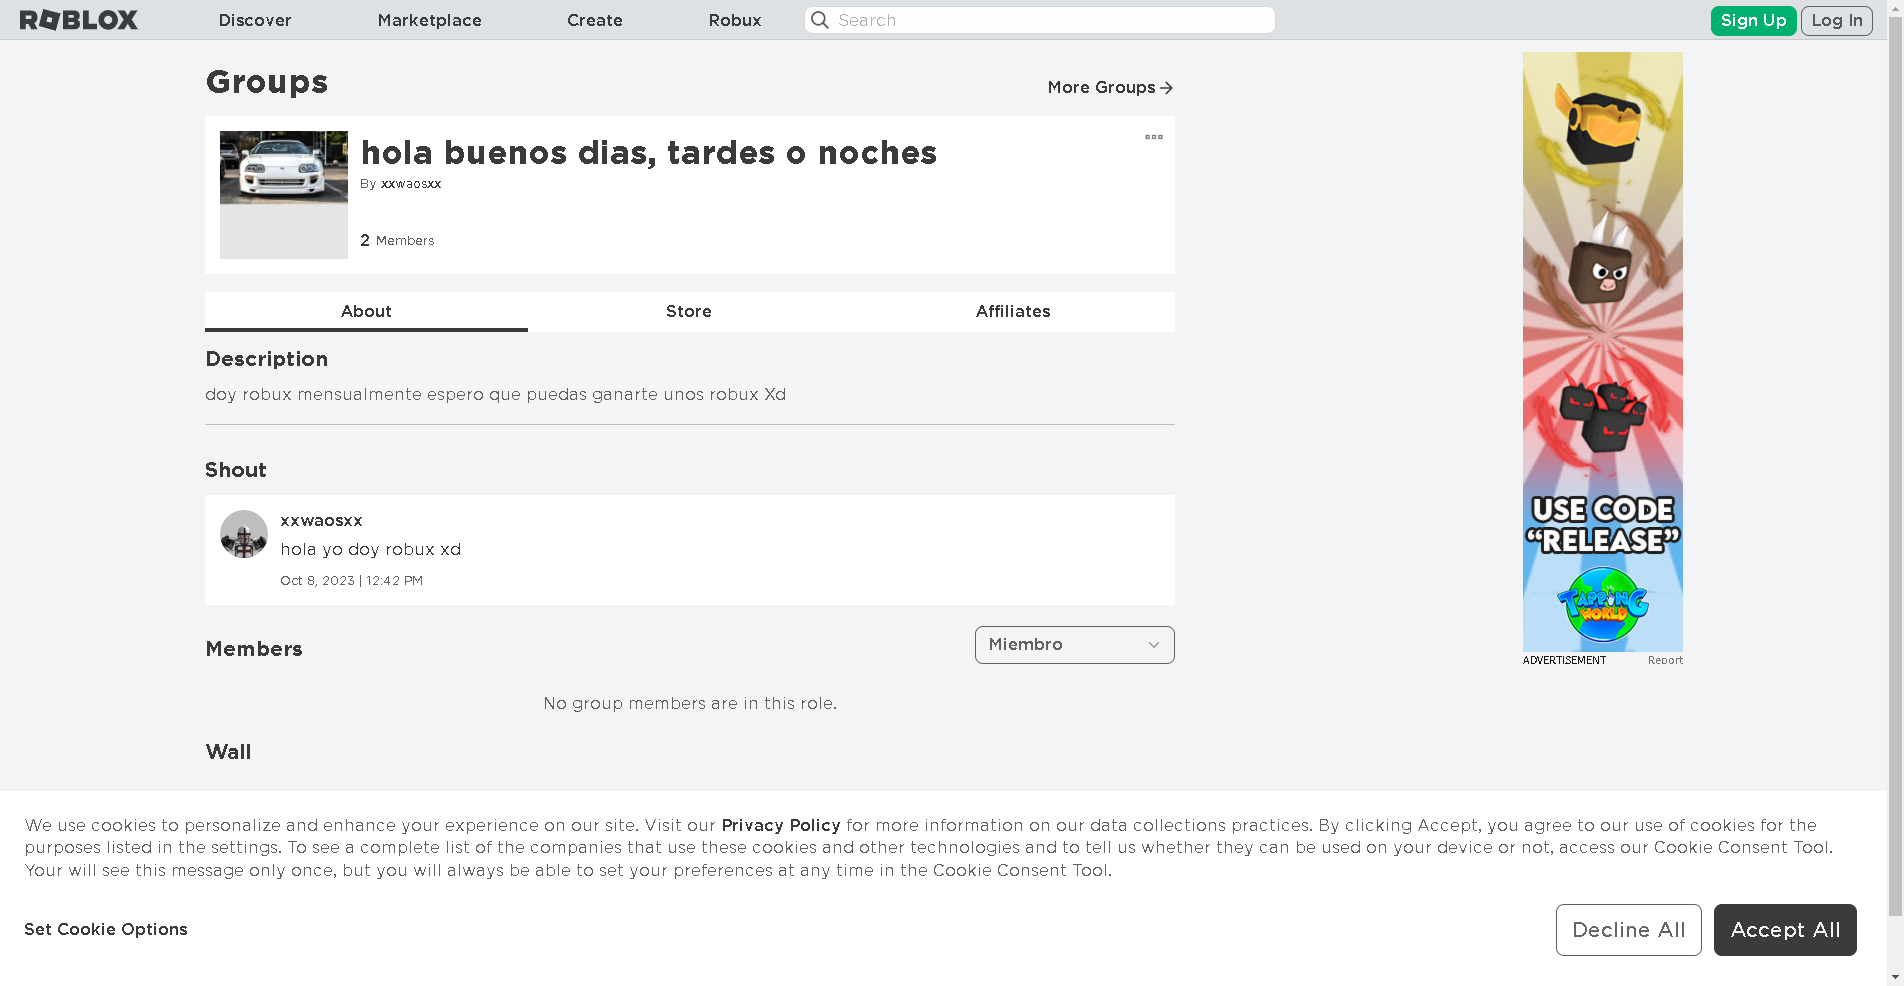 ROBLOX
Discover
Marketplace
Create
Robux
Search
Sign Up
Log In
Groups
More Groups
hola buenos dias, tardes o noches
By xxwaosxx
2 Members
About
Store
Affiliates
Description
doy robux mensualmente espero que puedas ganarte unos robux Xd
Shout
xxwaosxx
hola yo doy robux xd
Oct 8, 2023 | 12:42 PM
Members
Miembro
No group members are in this role.
Wall
USE CODE
“RELEASE”
TAPPING
WORLD
ADVERTISEMENT
Report
We use cookies to personalize and enhance your experience on our site. Visit our Privacy Policy for more information on our data collections practices. By clicking Accept, you agree to our use of cookies for the
purposes listed in the settings. To see a complete list of the companies that use these cookies and other technologies and to tell us whether they can be used on your device or not, access our Cookie Consent Tool.
Your will see this message only once, but you will always be able to set your preferences at any time in the Cookie Consent Tool.
Set Cookie Options
Decline All
Accept All